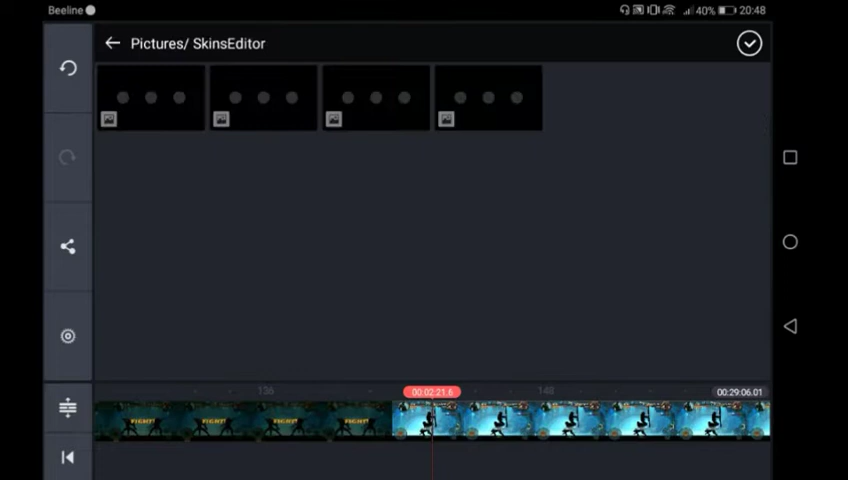 Beeline
40% 20:48
Pictures/ SkinsEditor
136
148
00:02:21.6
00:29:06.01
FIGHT!
FIGHT!
FIGHT!
FIGHT!